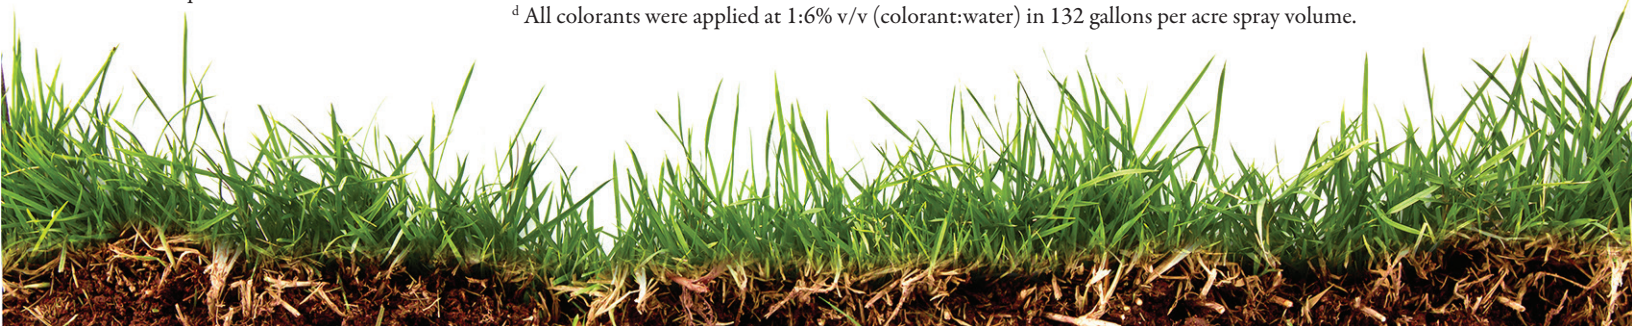 d All colorants were applied at 1:6% v/v (colorant:water) in 132 gallons per acre spray volume.